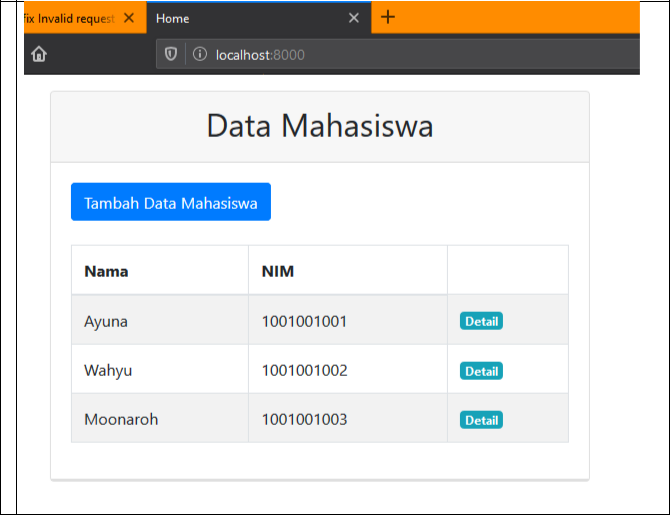 fix Invalid request
Home
localhost:8000
Data Mahasiswa
Tambah Data Mahasiswa
Nama NIM
Ayuna 1001001001 Detail
Wahyu 1001001002 Detail
Moonaroh 1001001003 Detail